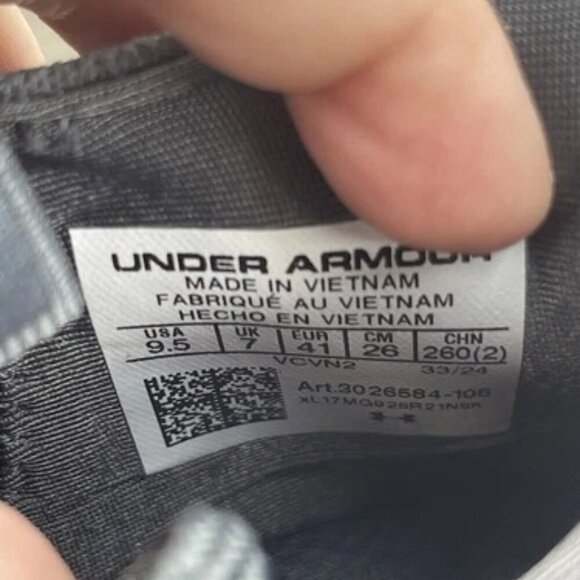 UNDER ARMOUR
MADE IN VIETNAM
FABRIQUÉ AU VIETNAM
HECHO EN VIETNAM
USA UK EUR CM CHN
9.5 7 41 26 260(2)
VCVN2 33/24
Art.3026584-106